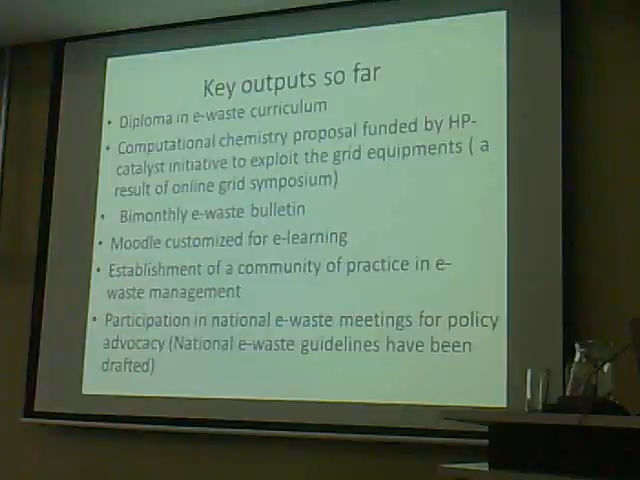 Key outputs so far
• Diploma in e-waste curriculum
• Computational chemistry proposal funded by HP-
catalyst initiative to exploit the grid equipments ( a
result of online grid symposium)
• Bimonthly e-waste bulletin
• Moodle customized for e-learning
• Establishment of a community of practice in e-
waste management
• Participation in national e-waste meetings for policy
advocacy (National e-waste guidelines have been
drafted)